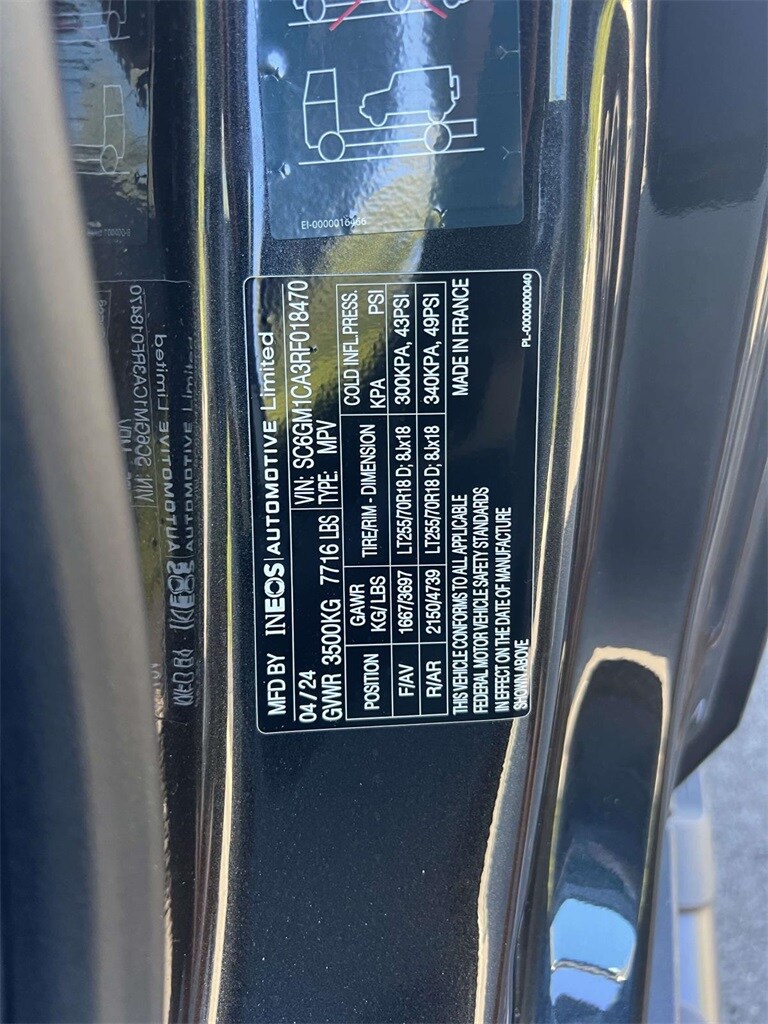 EI-0000016466
MFD BY INEOS | AUTOMOTIVE Limited
04 / 24 VIN: SC6GM1CA3RF018470
GVWR 3500KG 7716 LBS TYPE: MPV
POSITION GAWR KG/ LBS TIRE/RIM - DIMENSION COLD INFL.PRESS. KPA PSI
F/AV 1667/3697 LT255/70R18 D; 8Jx18 300KPA, 43PSI
R/AR 2150/4739 LT255/70R18 D; 8Jx18 340KPA, 49PSI
THIS VEHICLE CONFORMS TO ALL APPLICABLE MADE IN FRANCE
FEDERAL MOTOR VEHICLE SAFETY STANDARDS
IN EFFECT ON THE DATE OF MANUFACTURE
SHOWN ABOVE
PL-0000000040